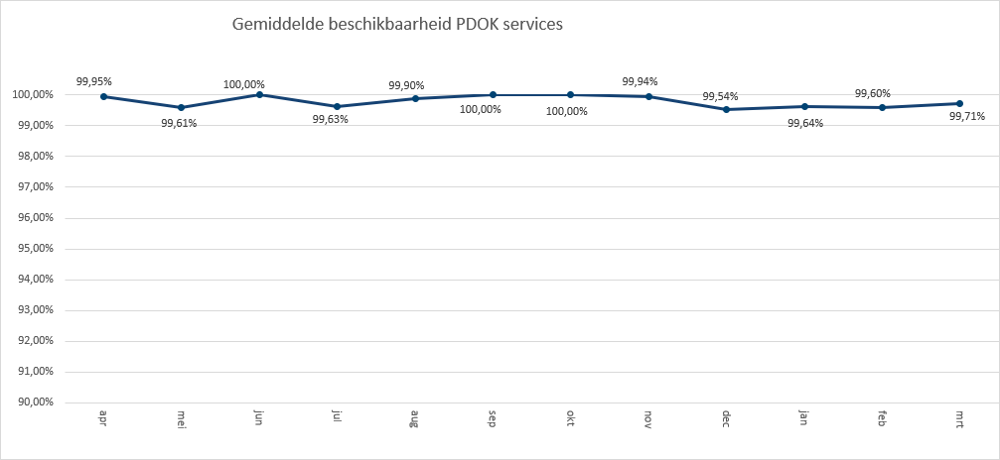 Gemiddelde beschikbaarheid PDOK services
99,95%
99,61%
100,00%
99,63%
99,90%
100,00%
100,00%
99,94%
99,54%
99,64%
99,60%
99,71%
100,00%
99,00%
98,00%
97,00%
96,00%
95,00%
94,00%
93,00%
92,00%
91,00%
90,00%
apr
mei
jun
jul
aug
sep
okt
nov
dec
jan
feb
mrt